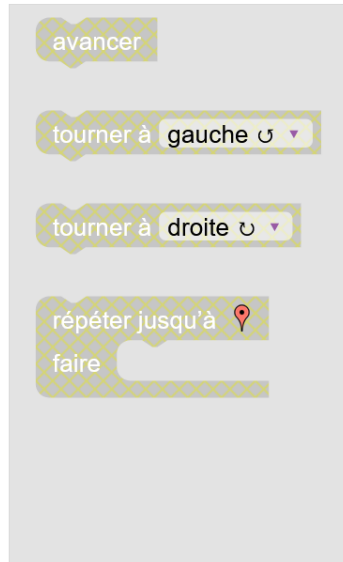 avancer
tourner à gauche ↺ ▼
tourner à droite ↻ ▼
répéter jusqu’à
faire